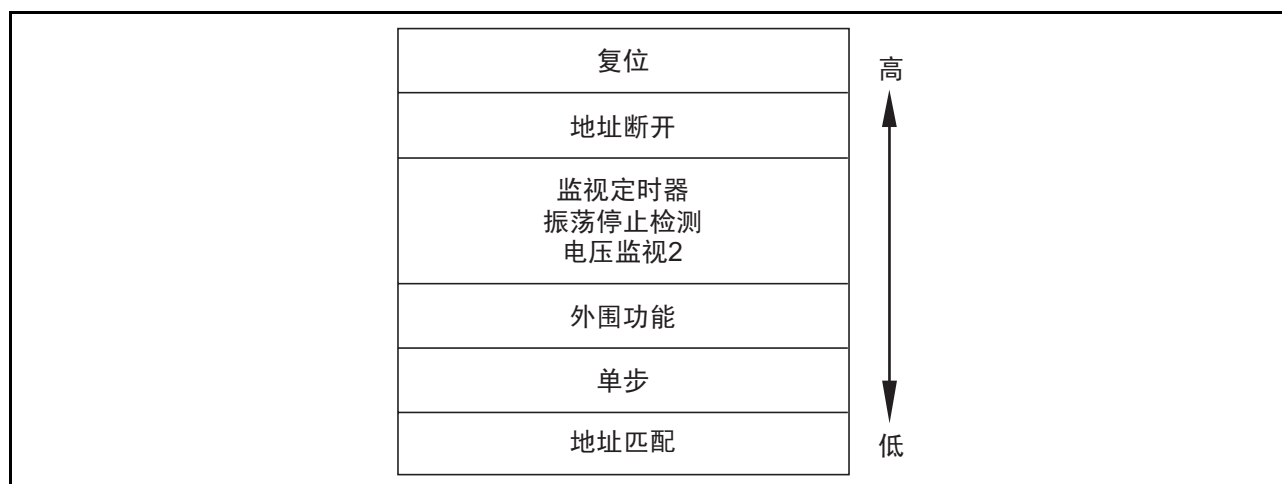 复位
高
地址断开
监视定时器
振荡停止检测
电压监视2
外围功能
单步
地址匹配
低